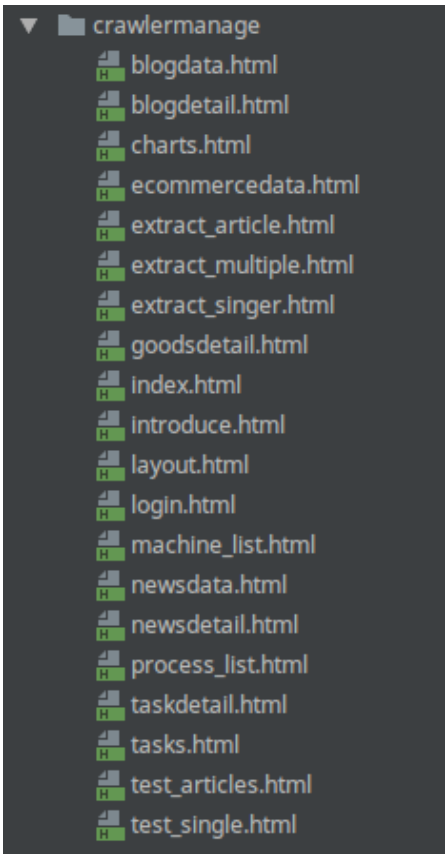 crawlermanage
blogdata.html
blogdetail.html
charts.html
ecommercedata.html
extract_article.html
extract_multiple.html
extract_singer.html
goodsdetail.html
index.html
introduce.html
layout.html
login.html
machine_list.html
newsdata.html
newsdetail.html
process_list.html
taskdetail.html
tasks.html
test_articles.html
test_single.html